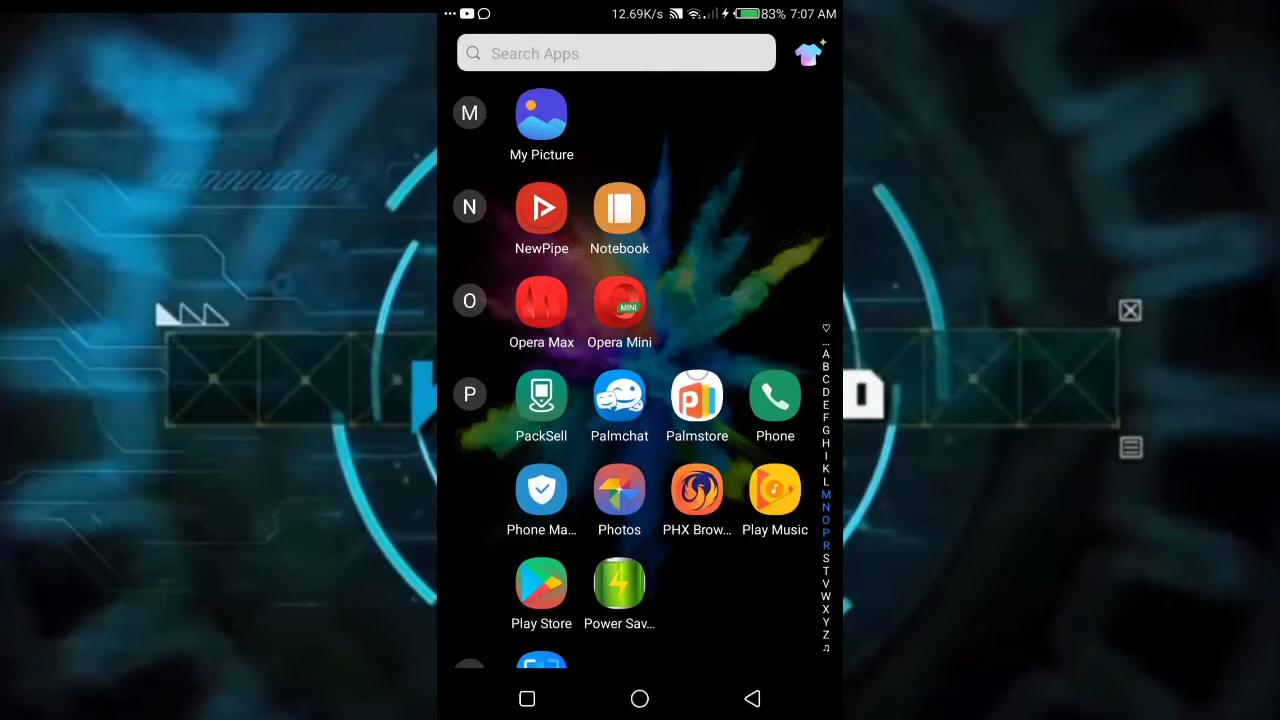 12.69K/s 83% 7:07 AM
Search Apps
M
My Picture
N
NewPipe Notebook
O
MINI
Opera Max Opera Mini
P
PackSell Palmchat Palmstore Phone
Phone Ma... Photos PHX Brow... Play Music
Play Store Power Sav...
...
A
B
C
D
E
F
G
H
I
K
L
M
N
O
P
R
S
T
V
W
X
Y
Z